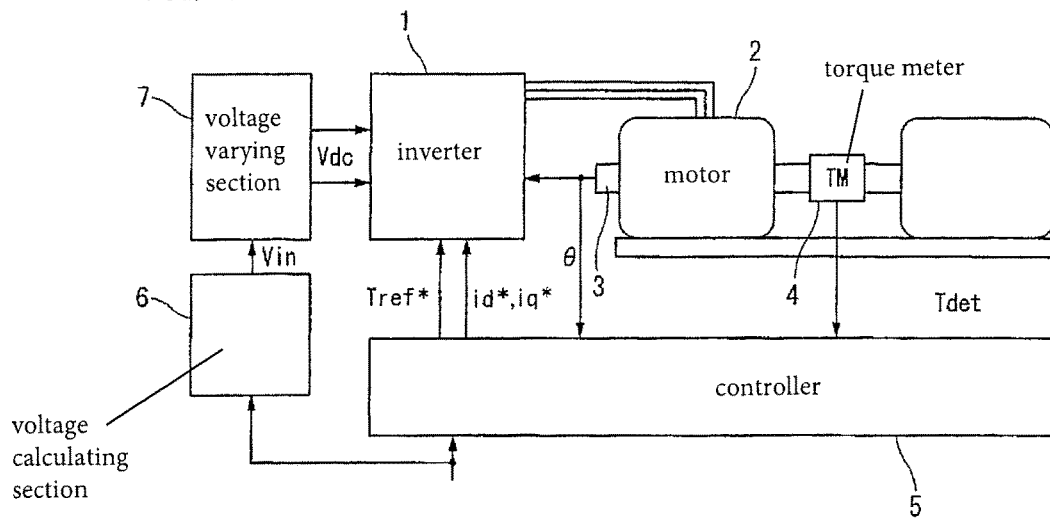 1
2
torque meter
7
voltage
varying
section
Vdc
inverter
motor
TM
Vin
θ
3
4
6
Tref*
id*,iq*
Tdet
controller
voltage
calculating
section
5